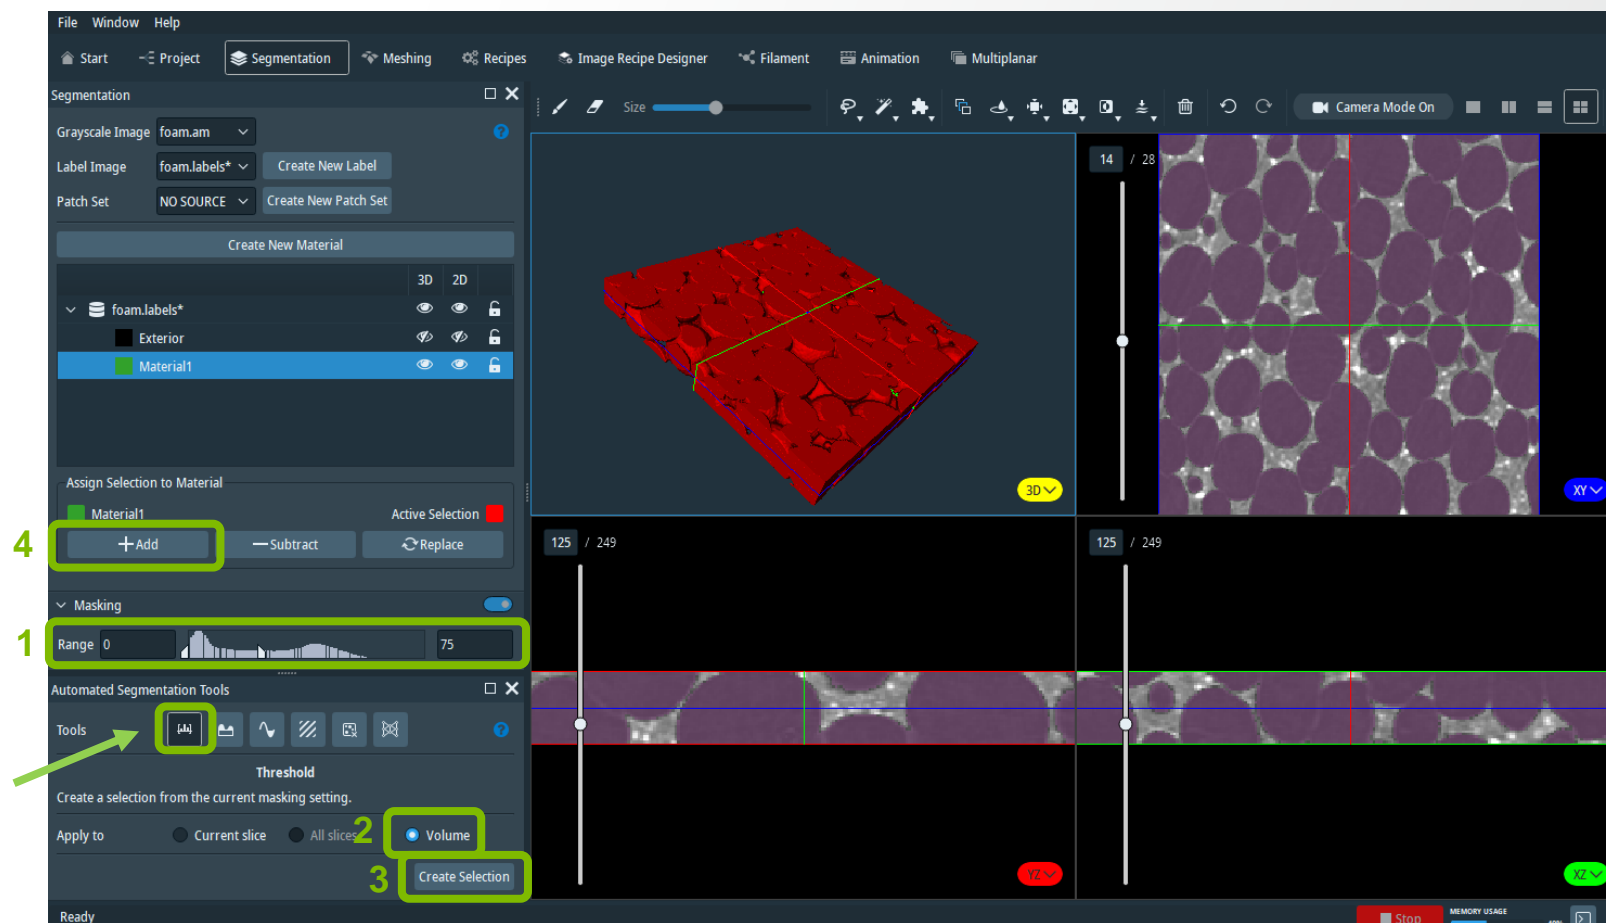 File Window Help
Start Project Segmentation Meshing Recipes Image Recipe Designer Filament Animation Multiplanar
Segmentation
Size
Camera Mode On
Grayscale Image foam.am
Label Image foam.labels* Create New Label
Patch Set NO SOURCE Create New Patch Set
Create New Material
3D 2D
foam.labels*
Exterior
Material1
Assign Selection to Material
Material1 Active Selection
4 Add Subtract Replace
Masking
1 Range 0 75
Automated Segmentation Tools
Tools
Threshold
Create a selection from the current masking setting.
Apply to Current slice All slices 2 Volume
3 Create Selection
Ready
14 / 28
3D
XY
125 / 249
125 / 249
YZ
XZ
Stop
MEMORY USAGE